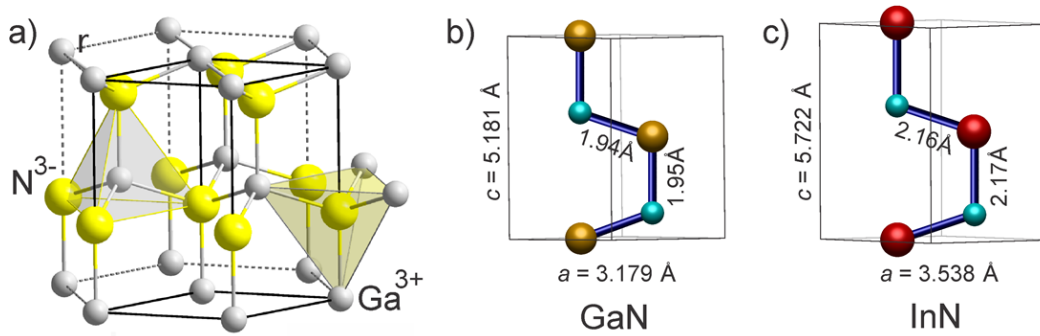 a)
r
N3-
Ga3+
b)
c = 5.181 Å
1.94Å
1.95Å
a = 3.179 Å
GaN
c)
c = 5.722 Å
2.16Å
2.17Å
a = 3.538 Å
InN